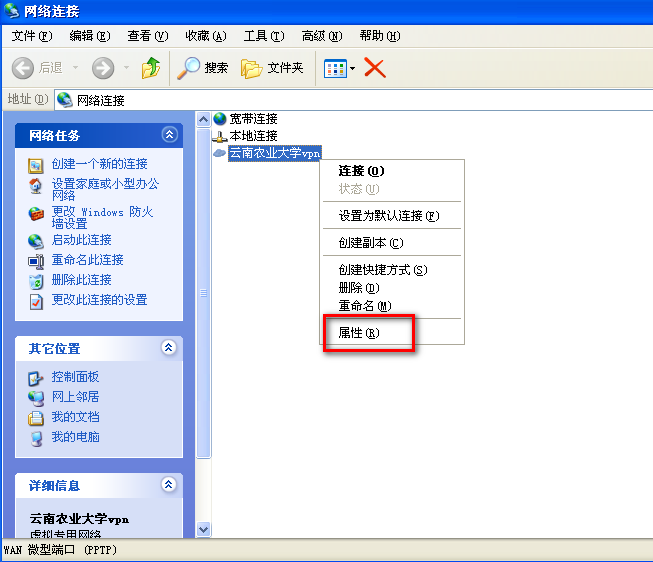 网络连接
文件(F) 编辑(E) 查看(V) 收藏(A) 工具(T) 高级(N) 帮助(H)
后退 搜索 文件夹
地址(D) 网络连接
网络任务
创建一个新的连接
设置家庭或小型办公
网络
更改 Windows 防火
墙设置
启动此连接
重命名此连接
删除此连接
更改此连接的设置
其它位置
控制面板
网上邻居
我的文档
我的电脑
详细信息
云南农业大学vpn
虚拟专用网络
宽带连接
本地连接
云南农业大学vpn
连接(O)
状态(U)
设置为默认连接(F)
创建副本(C)
创建快捷方式(S)
删除(D)
重命名(M)
属性(R)
WAN 微型端口 (PPTP)